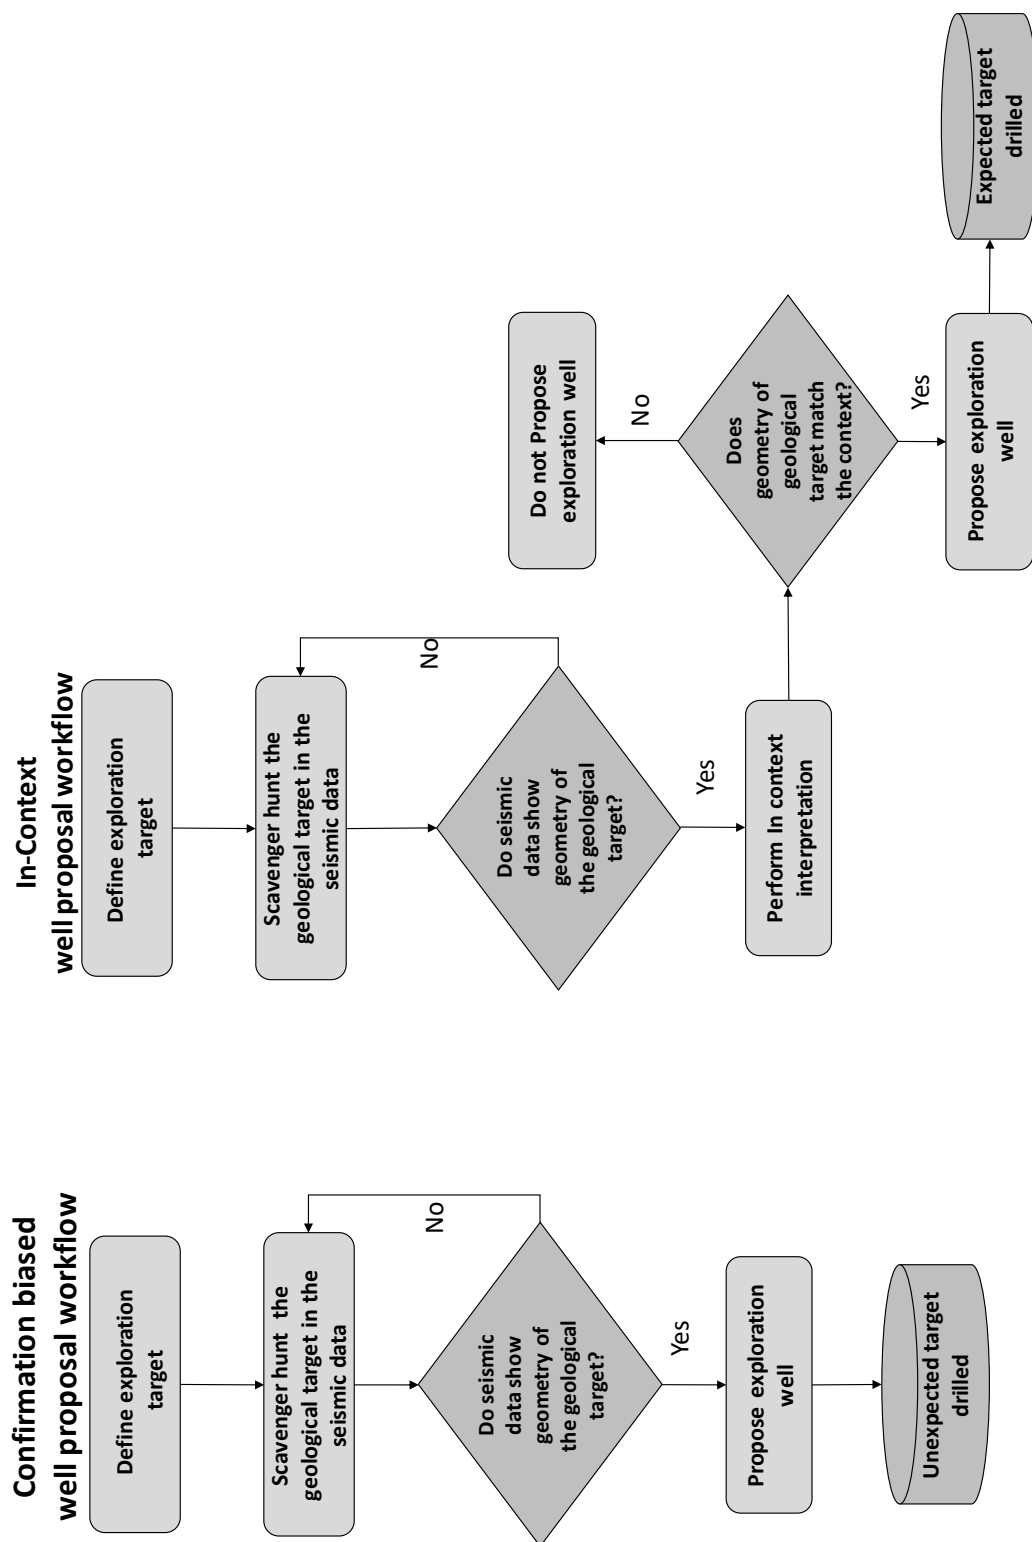 Confirmation biased
well proposal workflow
Define exploration
target
Scavenger hunt the
geological target in the
seismic data
No
Do seismic
data show
geometry of
the geological
target?
Yes
Propose exploration
well
Unexpected target
drilled
In-Context
well proposal workflow
Define exploration
target
Scavenger hunt the
geological target in the
seismic data
No
Do seismic
data show
geometry of
the geological
target?
Yes
Perform In context
interpretation
Do not Propose
exploration well
No
Does
geometry of
geological
target match
the context?
Yes
Propose exploration
well
Expected target
drilled